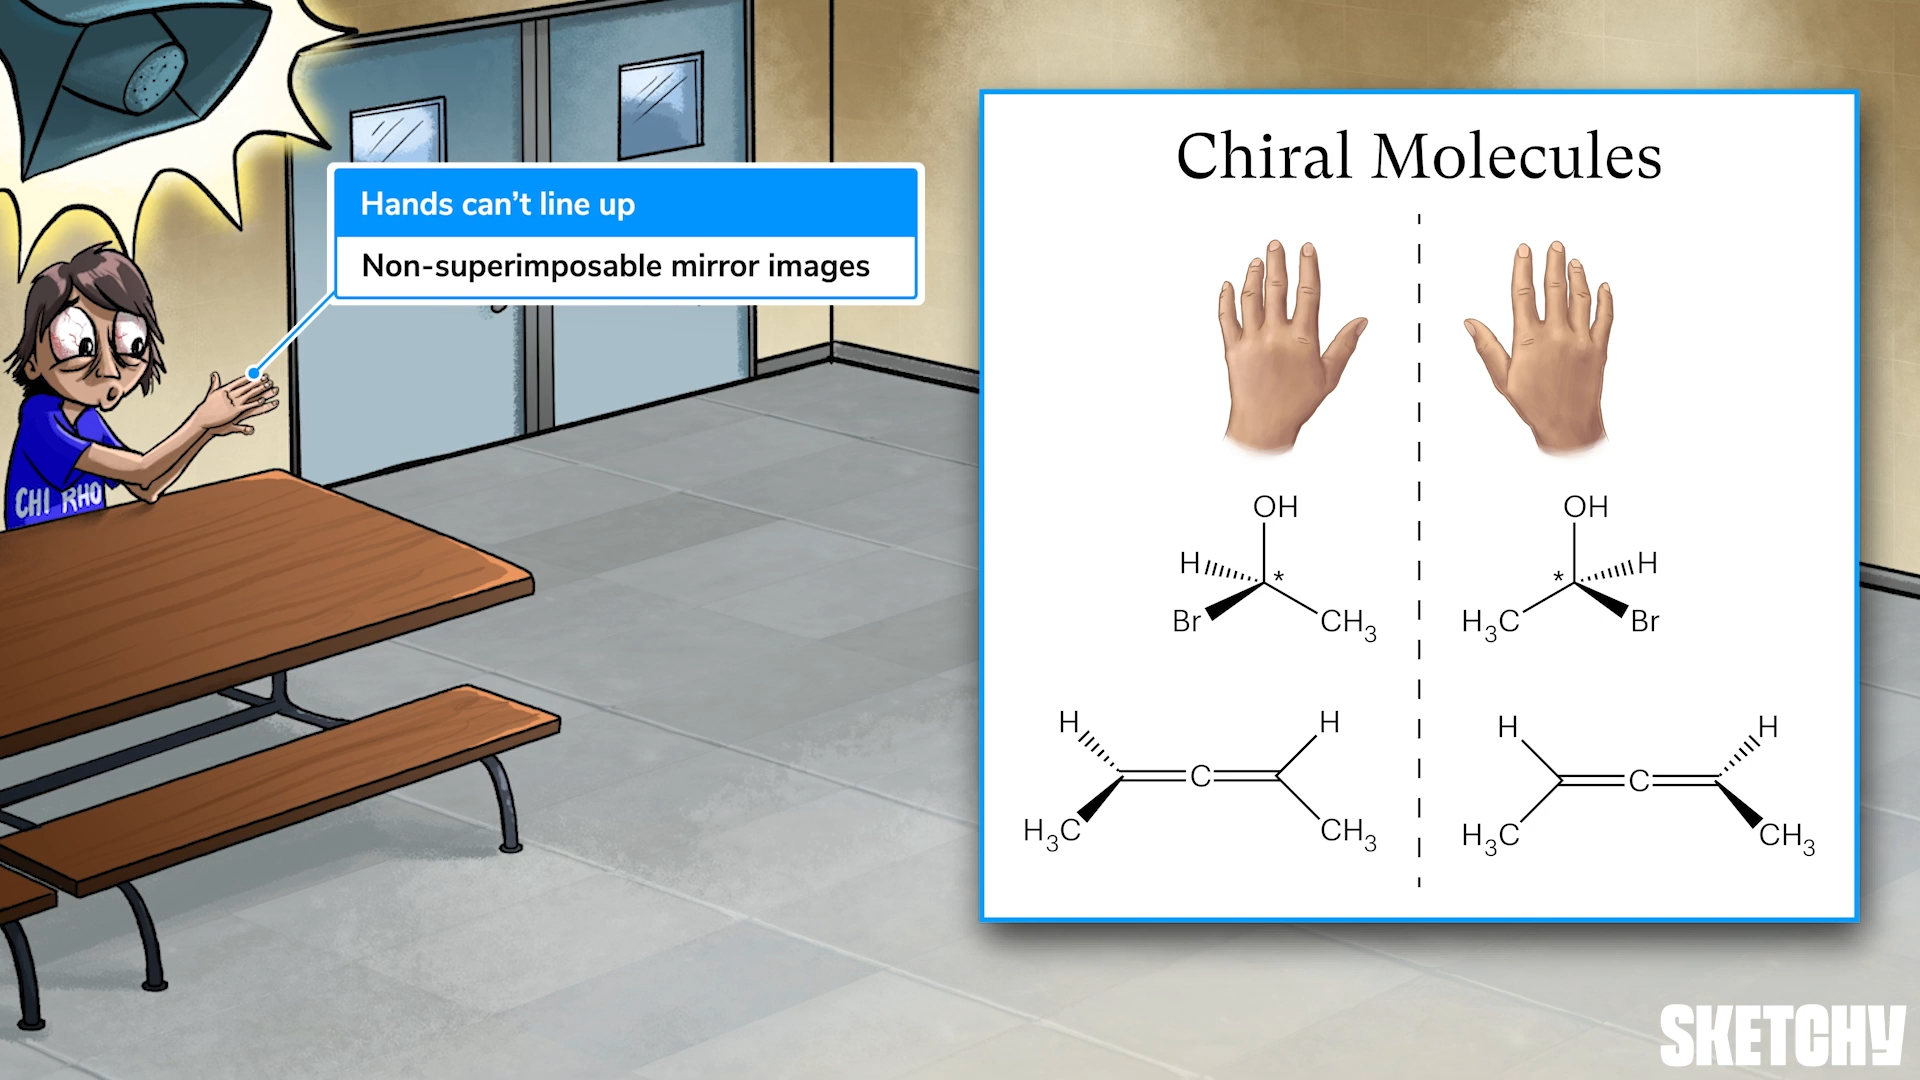 Hands can't line up
Non-superimposable mirror images
CHI RHO
Chiral Molecules
OH OH
H * * H
Br CH3 H3C Br
H H H H
C C
H3C CH3 H3C CH3
SKETCHY